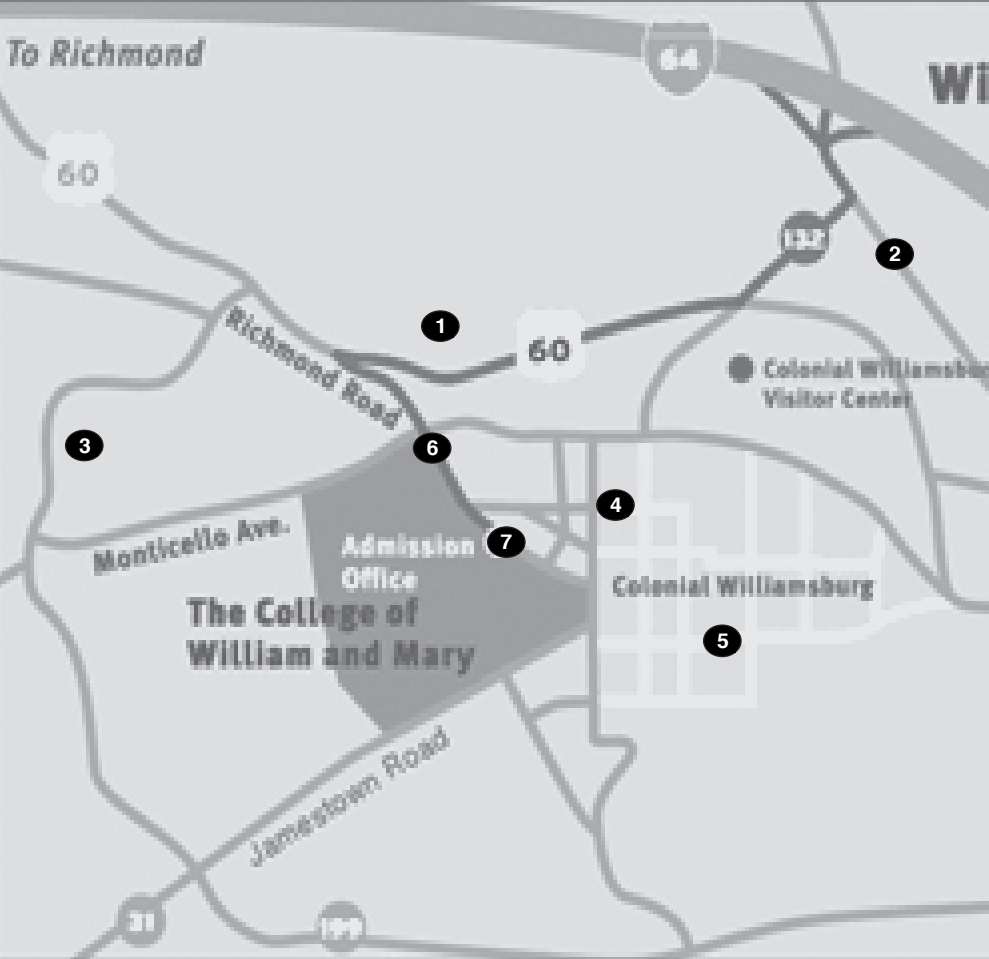 To Richmond
64
Wi
60
132
2
1
60
Richmond Road
Colonial Williamsbur
Visitor Center
3
6
4
Monticello Ave.
7
Admission
Office
Colonial Williamsburg
The College of
William and Mary
5
Jamestown Road
31
199